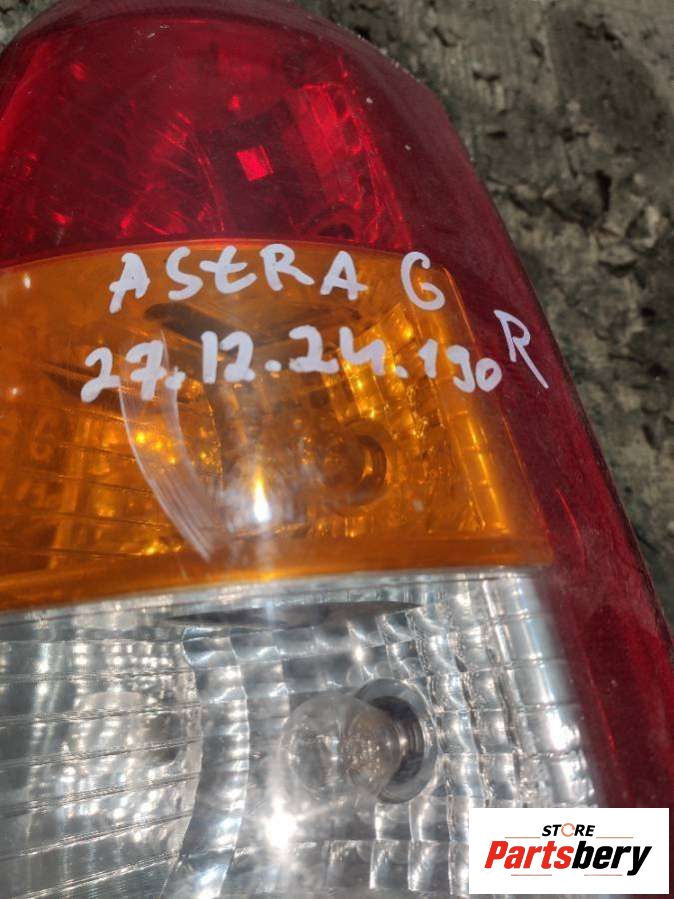 ASTRA G
27.12.24.190 R
STORE
Partsbery